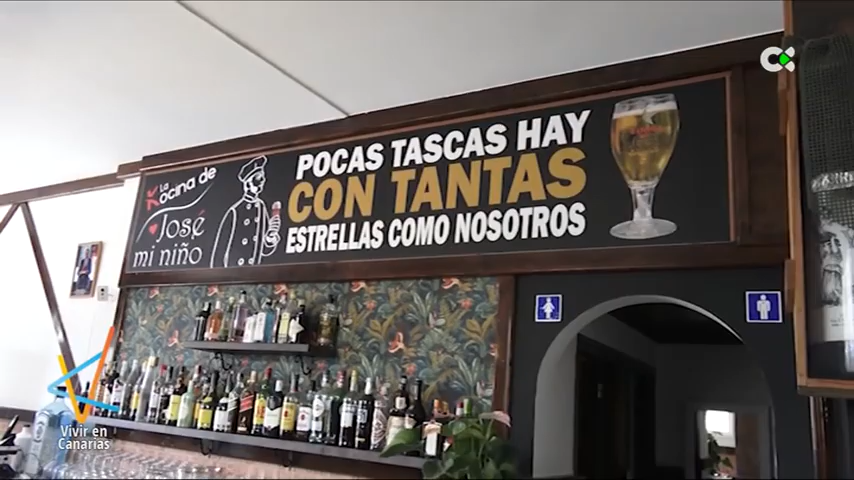 La
Kocina de
José
mi niño
POCAS TASCAS HAY
CON TANTAS
ESTRELLAS COMO NOSOTROS
Vivir en
Canarias